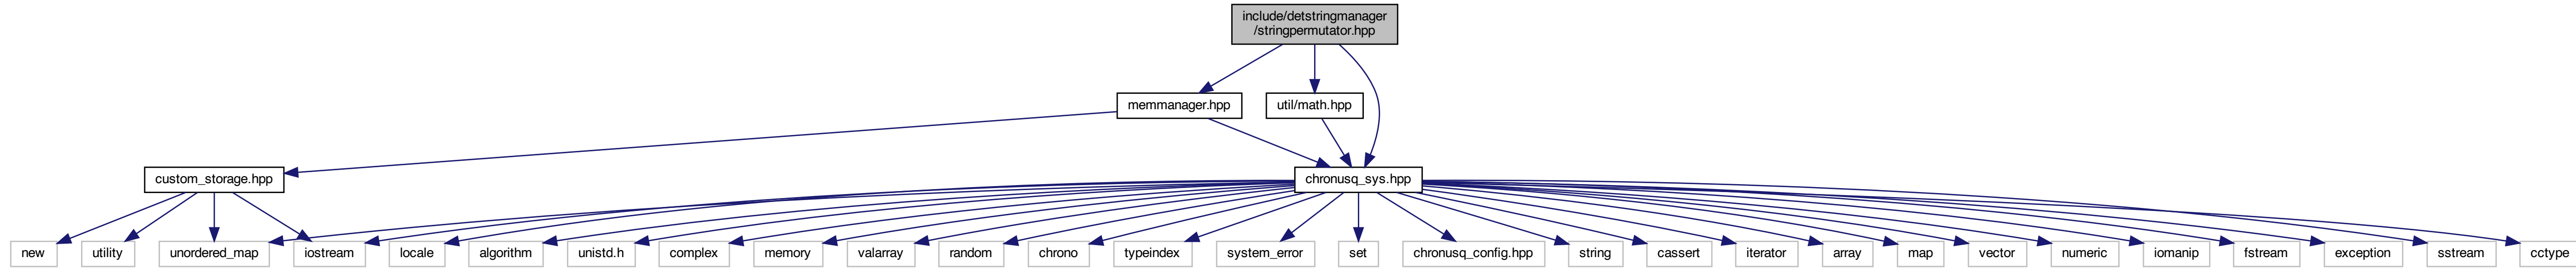 include/detstringmanager
/stringpermutator.hpp
memmanager.hpp
util/math.hpp
custom_storage.hpp
chronusq_sys.hpp
new
utility
unordered_map
iostream
locale
algorithm
unistd.h
complex
memory
valarray
random
chrono
typeindex
system_error
set
chronusq_config.hpp
string
cassert
iterator
array
map
vector
numeric
iomanip
fstream
exception
sstream
cctype